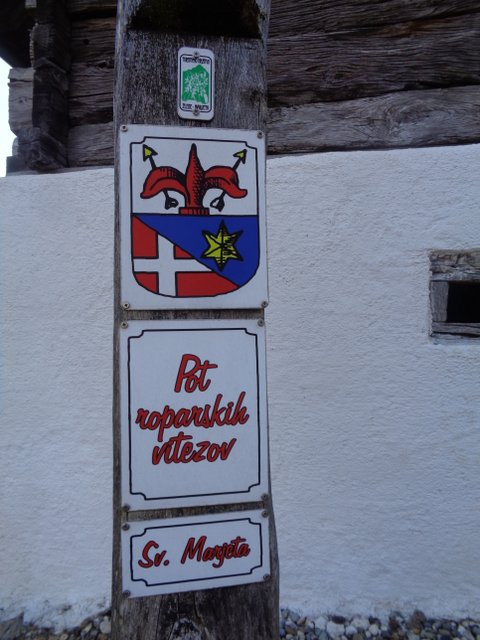 Pot
roparskih
vitezov
Sv. Marjeta